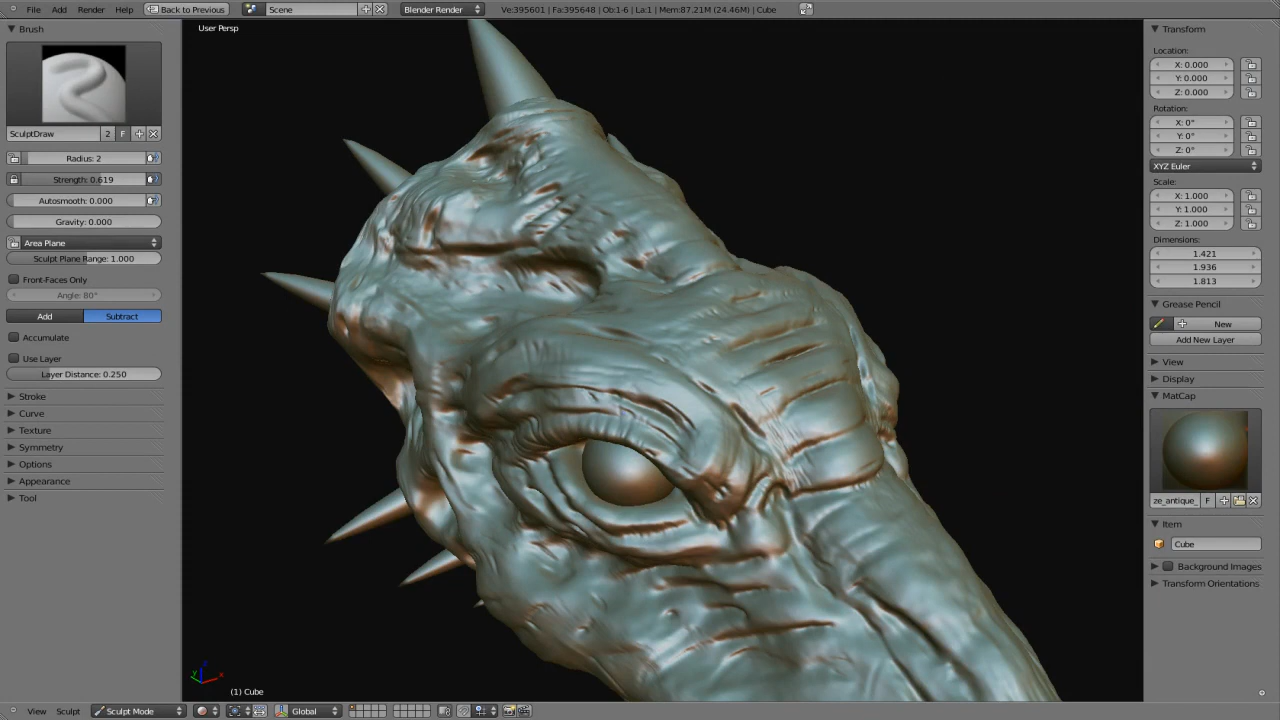 File Add Render Help Back to Previous Scene Blender Render Ve:395601 | Fa:395648 | Ob:1-6 | La:1 | Mem:87.21M (24.46M) | Cube
Brush
SculptDraw 2 F
Radius: 2
Strength: 0.619
Autosmooth: 0.000
Gravity: 0.000
Area Plane
Sculpt Plane Range: 1.000
Front-Faces Only
Angle: 80°
Add Subtract
Accumulate
Use Layer
Layer Distance: 0.250
Stroke
Curve
Texture
Symmetry
Options
Appearance
Tool
User Persp
(1) Cube
Transform
Location:
X: 0.000
Y: 0.000
Z: 0.000
Rotation:
X: 0°
Y: 0°
Z: 0°
XYZ Euler
Scale:
X: 1.000
Y: 1.000
Z: 1.000
Dimensions:
1.421
1.936
1.813
Grease Pencil
New
Add New Layer
View
Display
MatCap
ze_antique_ F
Item
Cube
Background Images
Transform Orientations
z
y x
View Sculpt Sculpt Mode Global